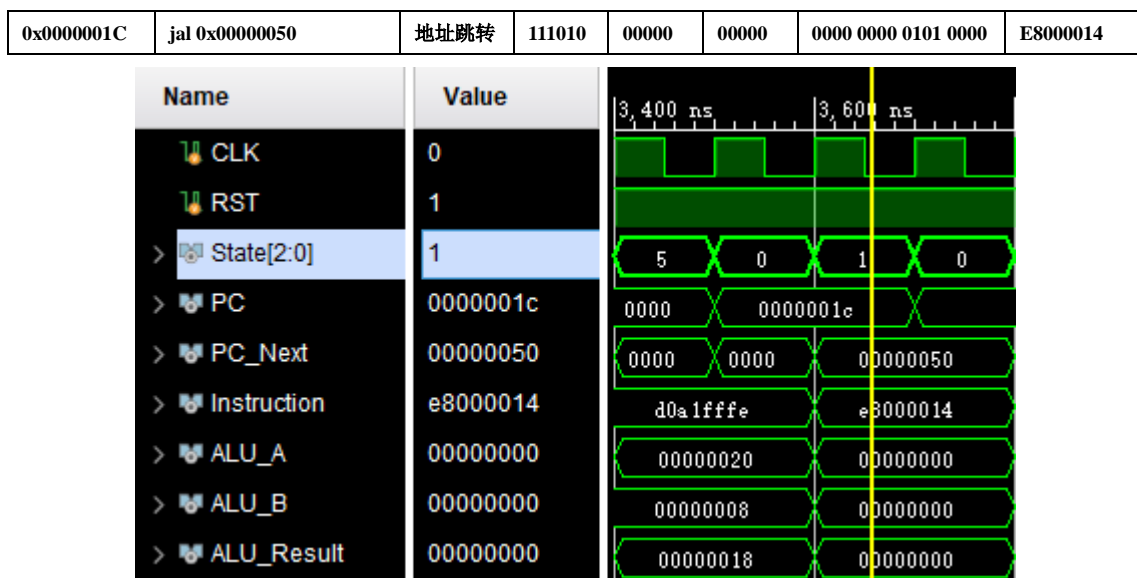 0x0000001C jal 0x00000050 地址跳转 111010 00000 00000 0000 0000 0101 0000 E8000014
Name Value 3,400 ns 3,600 ns
CLK 0
RST 1
State[2:0] 1 5 0 1 0
PC 0000001c 0000 0000001c
PC_Next 00000050 0000 0000 00000050
Instruction e8000014 d0a1fffe e8000014
ALU_A 00000000 00000020 00000000
ALU_B 00000000 00000008 00000000
ALU_Result 00000000 00000018 00000000